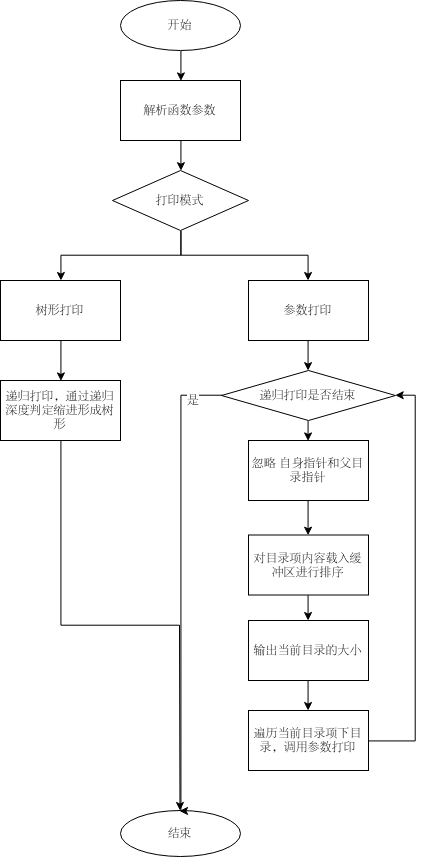 开始
解析函数参数
打印模式
树形打印
参数打印
递归打印，通过递归
深度判定缩进形成树
形
递归打印是否结束
是
忽略 自身指针和父目
录指针
对目录项内容载入缓
冲区进行排序
输出当前目录的大小
遍历当前目录项下目
录，调用参数打印
结束